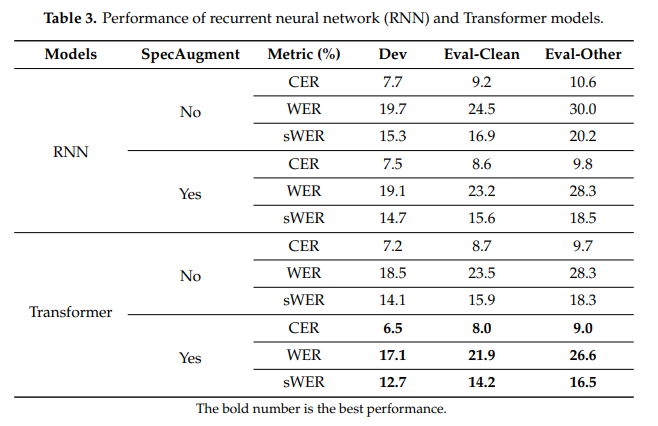 Table 3. Performance of recurrent neural network (RNN) and Transformer models.
Models SpecAugment Metric (%) Dev Eval-Clean Eval-Other
RNN No CER 7.7 9.2 10.6
WER 19.7 24.5 30.0
sWER 15.3 16.9 20.2
Yes CER 7.5 8.6 9.8
WER 19.1 23.2 28.3
sWER 14.7 15.6 18.5
Transformer No CER 7.2 8.7 9.7
WER 18.5 23.5 28.3
sWER 14.1 15.9 18.3
Yes CER 6.5 8.0 9.0
WER 17.1 21.9 26.6
sWER 12.7 14.2 16.5
The bold number is the best performance.